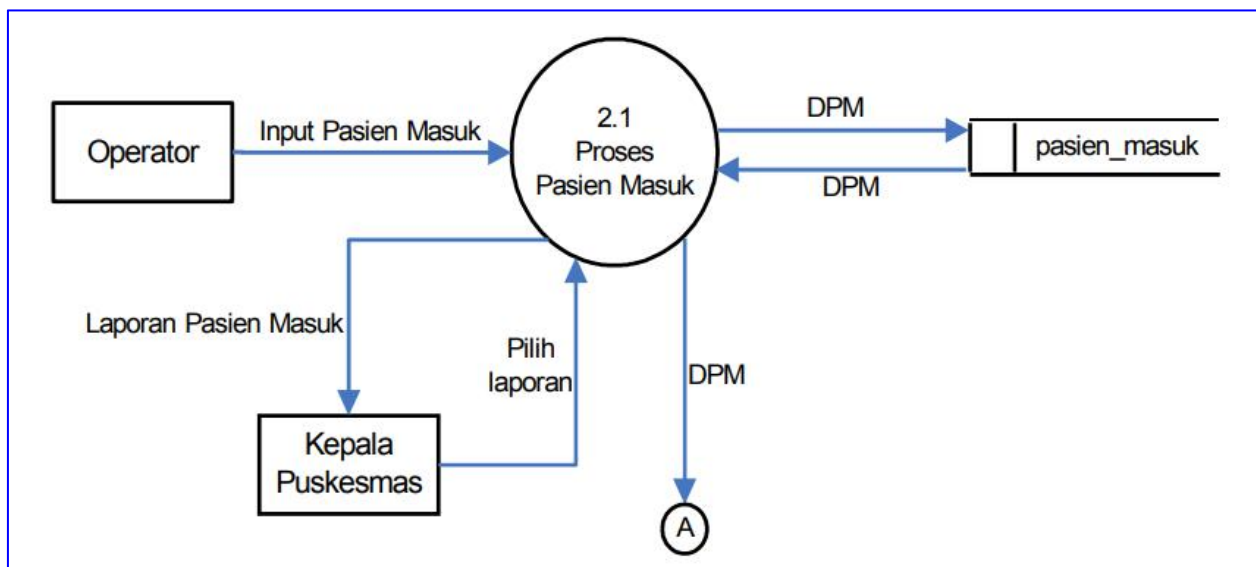 Operator
Input Pasien Masuk
2.1
Proses
Pasien Masuk
DPM
DPM
pasien_masuk
Laporan Pasien Masuk
Pilih
laporan
DPM
Kepala
Puskesmas
A